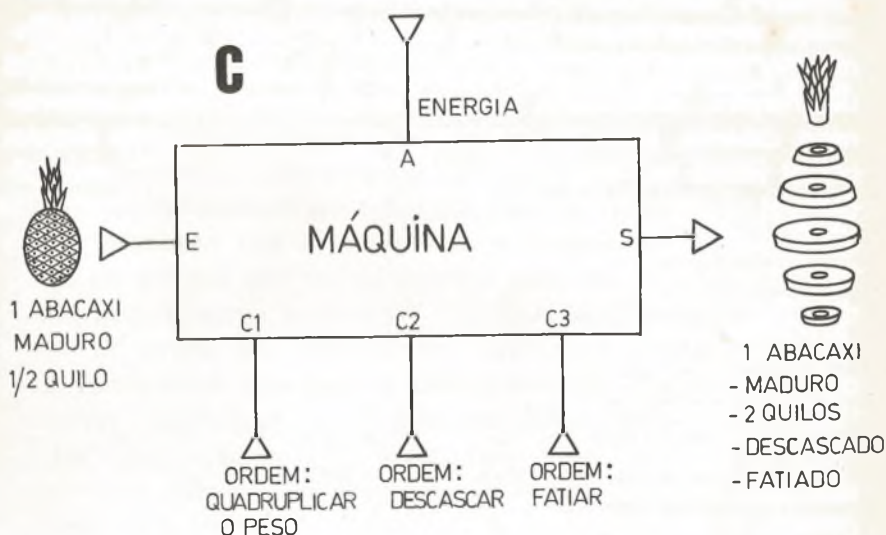 C
ENERGIA
A
E
MÁQUINA
S
C1
C2
C3
1 ABACAXI
MADURO
1/2 QUILO
ORDEM:
QUADRUPLICAR
O PESO
ORDEM:
DESCASCAR
ORDEM:
FATIAR
1 ABACAXI
- MADURO
- 2 QUILOS
- DESCASCADO
- FATIADO